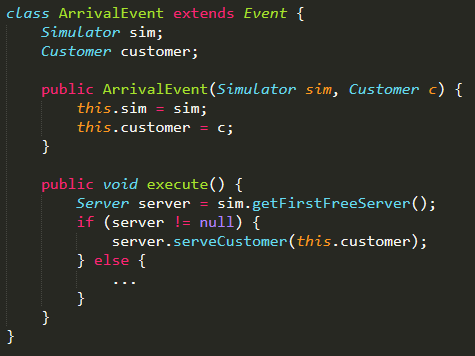 class ArrivalEvent extends Event {
    Simulator sim;
    Customer customer;

    public ArrivalEvent(Simulator sim, Customer c) {
        this.sim = sim;
        this.customer = c;
    }

    public void execute() {
        Server server = sim.getFirstFreeServer();
        if (server != null) {
            server.serveCustomer(this.customer);
        } else {
            ...
        }
    }
}